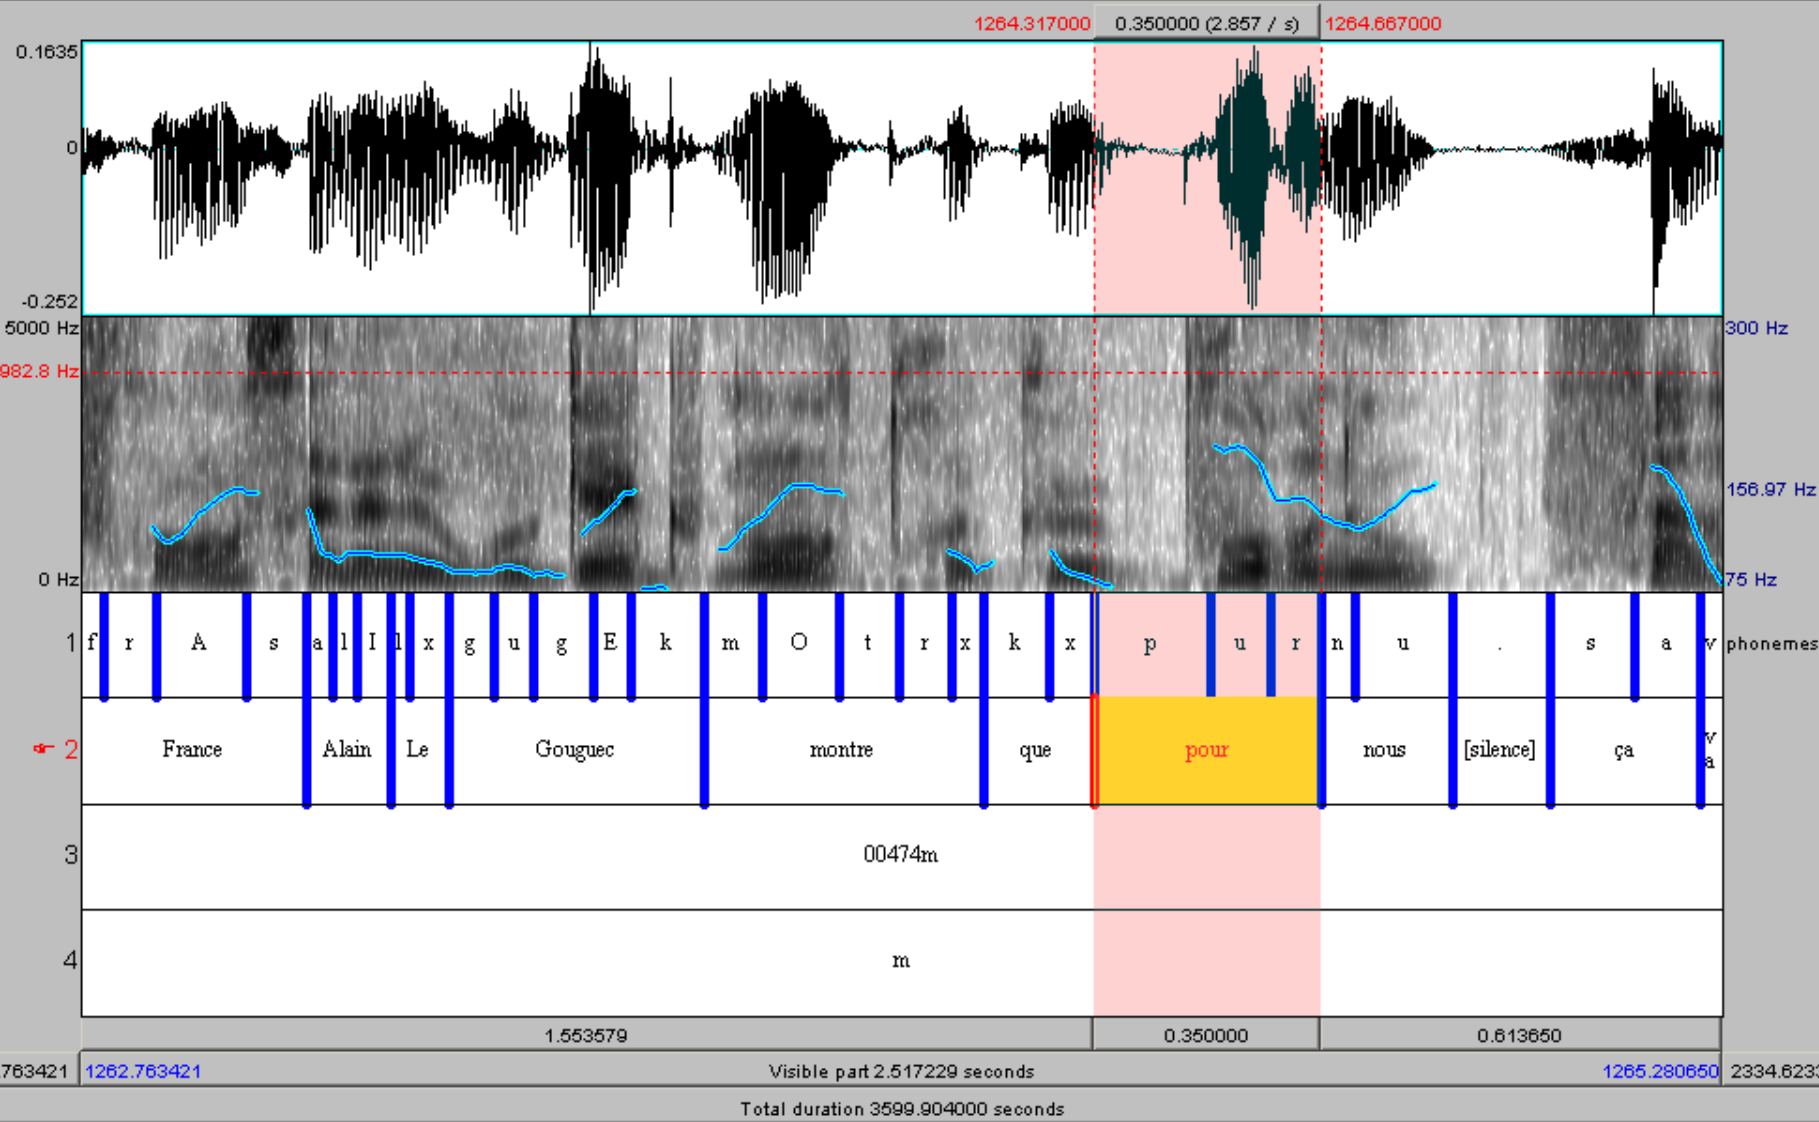 1264.317000 0.350000 (2.857 / s) 1264.667000
0.1635
0
-0.252
5000 Hz 300 Hz
982.8 Hz
156.97 Hz
0 Hz 75 Hz
1 f r A s a l I l x g u g E k m O t r x k x p u r n u . s a v phonemes
2 France Alain Le Gouguec montre que pour nous [silence] ça va
3 00474m
4 m
1.553579 0.350000 0.613650
.763421 1262.763421 Visible part 2.517229 seconds 1265.280650 2334.6233
Total duration 3599.904000 seconds